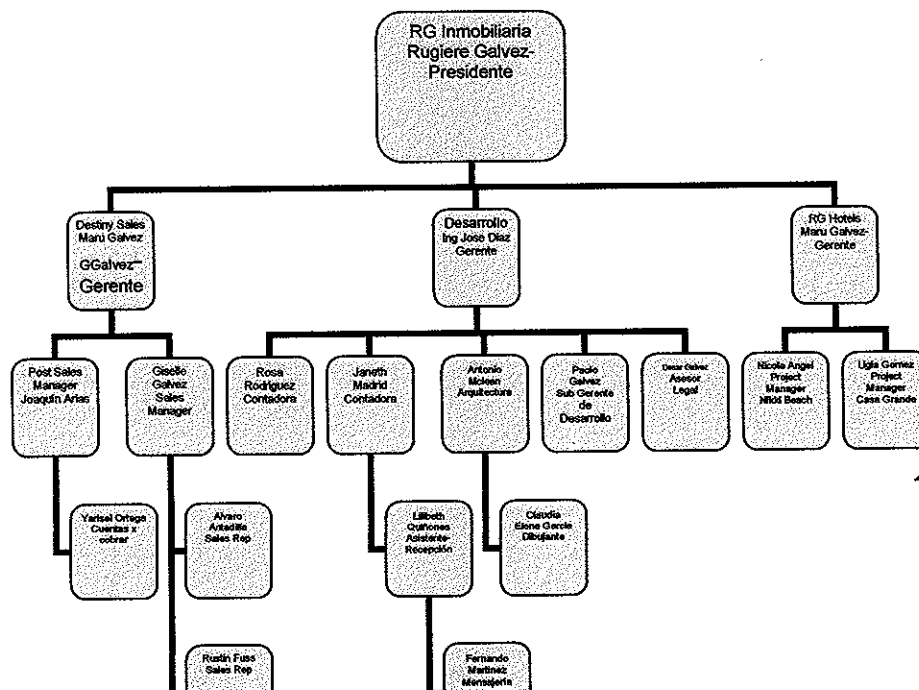 RG Inmobiliaria
Rugiere Galvez-
Presidente
Destiny Sales
Maru Galvez
GGalvez–
Gerente
Desarrollo
Ing Jose Diaz
Gerente
RG Hotels
Maru Galvez-
Gerente
Post Sales
Manager
Joaquin Arias
Giselle
Galvez
Sales
Manager
Rosa
Rodriguez
Contadora
Janeth
Madrid
Contadora
Antonio
Mclean
Arquitectura
Paolo
Galvez
Sub Gerente
de
Desarrollo
Cesar Galvez
Asesor
Legal
Nicole Angel
Project
Manager
Nikki Beach
Ligia Gomez
Project
Manager
Casa Grande
Yarisel Ortega
Cuentas x
cobrar
Alvaro
Antadilla
Sales Rep
Lilibeth
Quiñones
Asistente-
Recepción
Claudia
Elena Garcia
Dibujante
Rustin Fuss
Sales Rep
Fernando
Martinez
Mensajeria